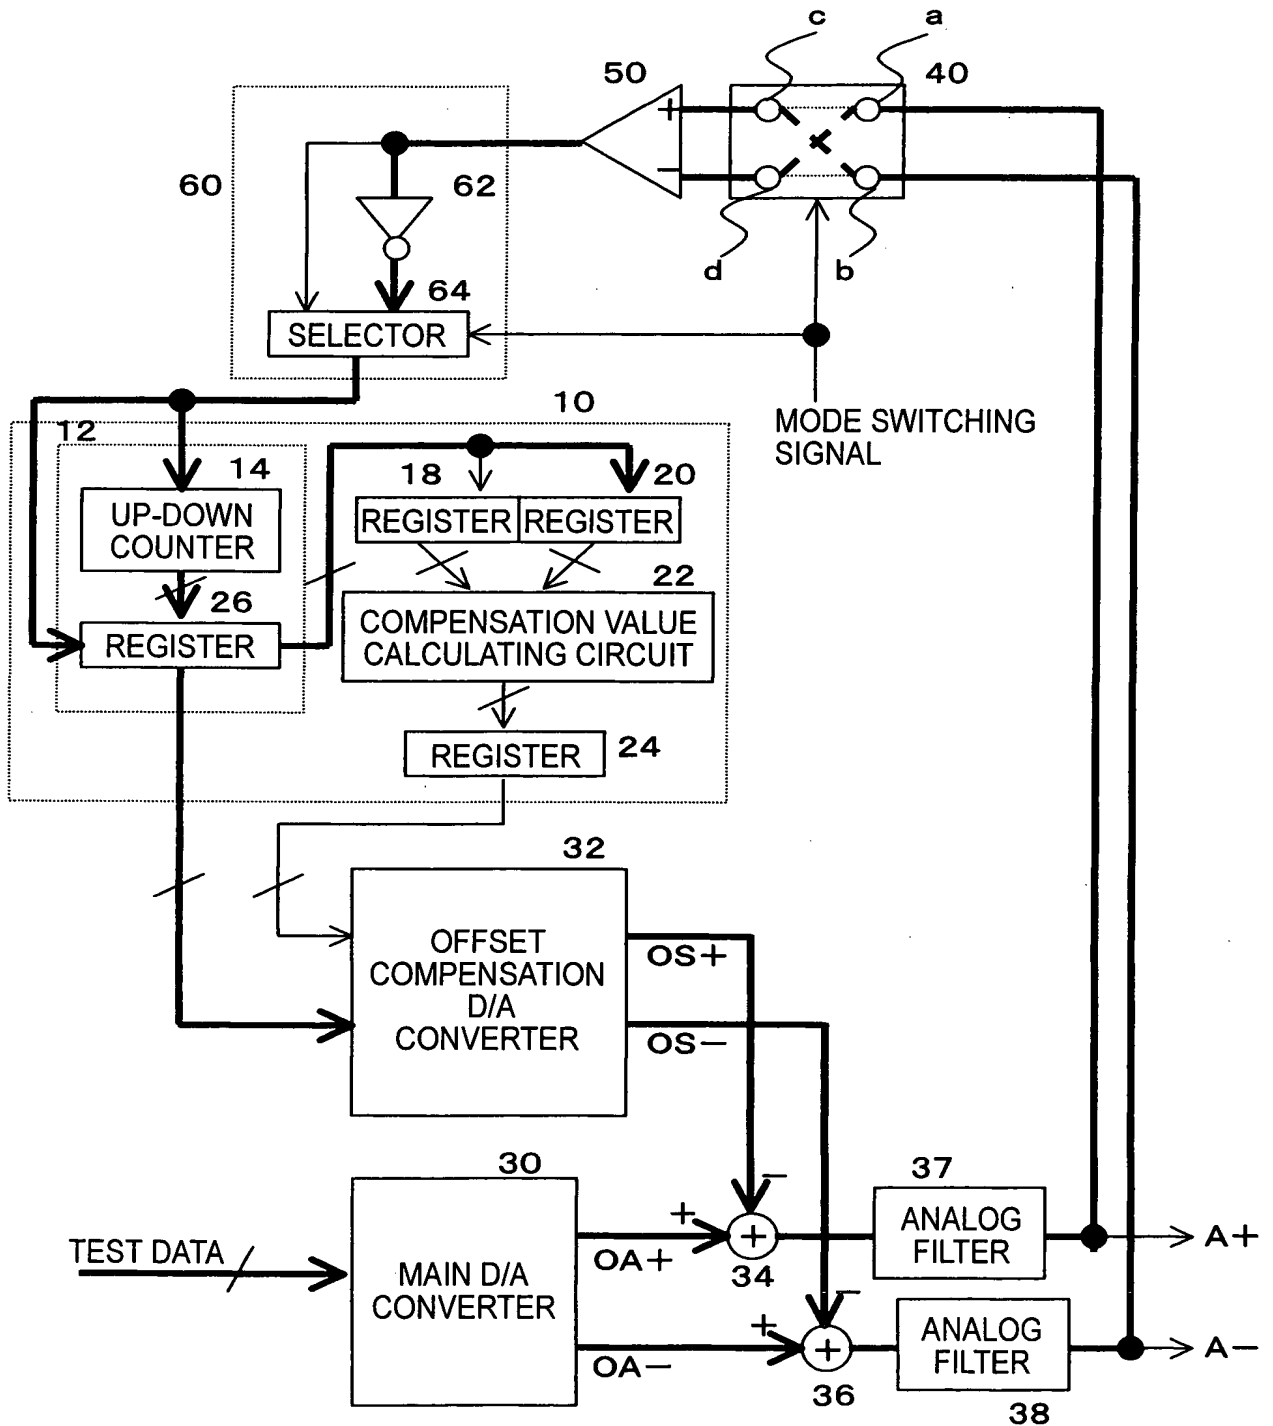 c
a
50
40
+
−
60
62
d
b
64
SELECTOR
MODE SWITCHING
SIGNAL
10
12
14
18
20
UP-DOWN
COUNTER
REGISTER
REGISTER
22
26
REGISTER
COMPENSATION VALUE
CALCULATING CIRCUIT
REGISTER
24
32
OFFSET
COMPENSATION
D/A
CONVERTER
OS+
OS−
30
TEST DATA
MAIN D/A
CONVERTER
OA+
OA−
+
−
+
34
+
−
+
36
37
ANALOG
FILTER
A+
ANALOG
FILTER
A−
38